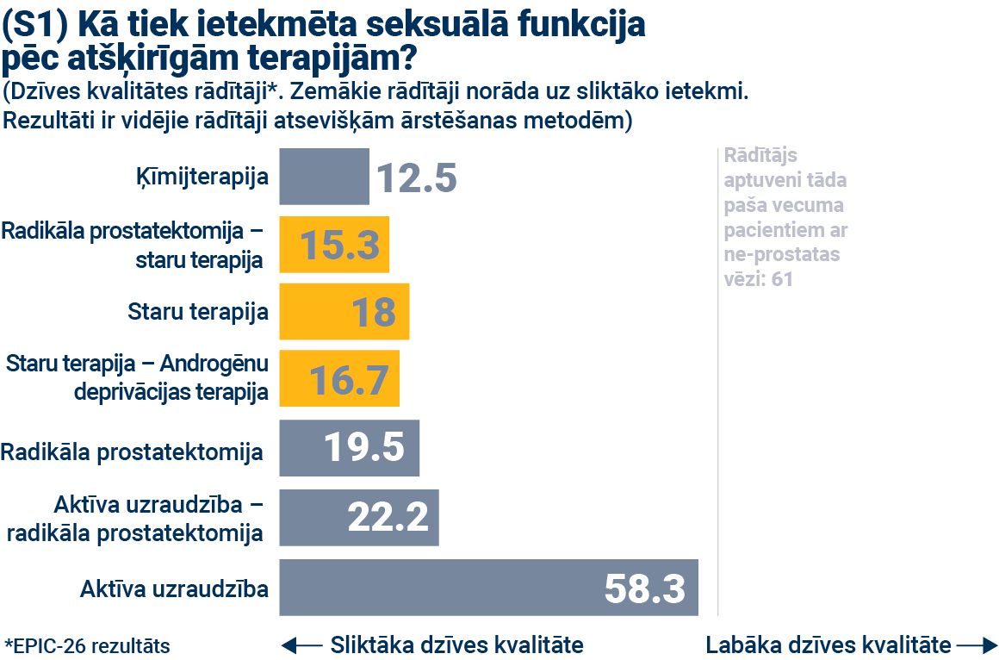 (S1) Kā tiek ietekmēta seksuālā funkcija
pēc atšķirīgām terapijām?
(Dzīves kvalitātes rādītāji*. Zemākie rādītāji norāda uz sliktāko ietekmi.
Rezultāti ir vidējie rādītāji atsevišķām ārstēšanas metodēm)
Ķīmijterapija
12.5
Radikāla prostatektomija –
staru terapija
15.3
Staru terapija
18
Staru terapija – Androgēnu
deprivācijas terapija
16.7
Radikāla prostatektomija
19.5
Aktīva uzraudzība –
radikāla prostatektomija
22.2
Aktīva uzraudzība
58.3
Rādītājs
aptuveni tāda
paša vecuma
pacientiem ar
ne-prostatas
vēzi: 61
*EPIC-26 rezultāts
Sliktāka dzīves kvalitāte
Labāka dzīves kvalitāte